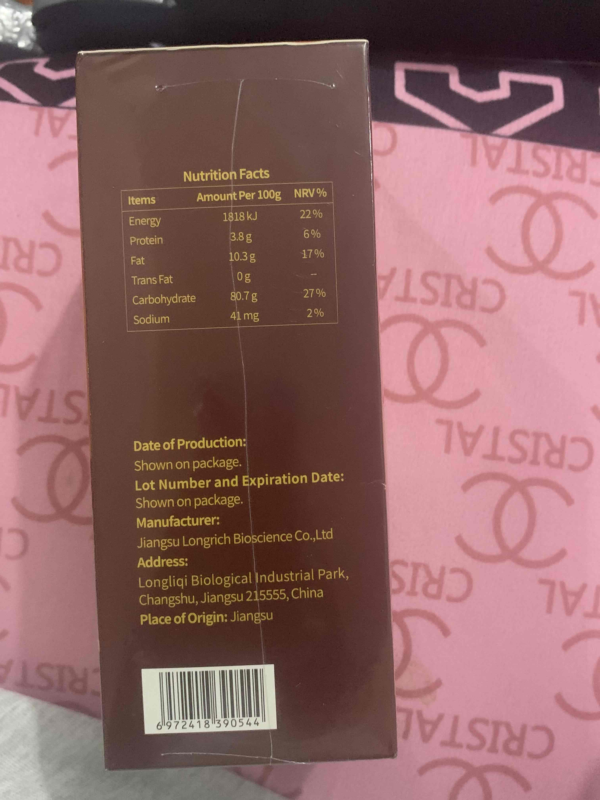 Nutrition Facts
Items Amount Per 100g NRV%
Energy 1818 kJ 22%
Protein 3.8 g 6%
Fat 10.3 g 17%
Trans Fat 0 g --
Carbohydrate 80.7 g 27%
Sodium 41 mg 2%
Date of Production:
Shown on package.
Lot Number and Expiration Date:
Shown on package.
Manufacturer:
Jiangsu Longrich Bioscience Co.,Ltd
Address:
Longliqi Biological Industrial Park,
Changshu, Jiangsu 215555, China
Place of Origin: Jiangsu
6 972418 390544
CRISTAL
CRISTAL
CRISTAL
CRISTAL
CRISTAL